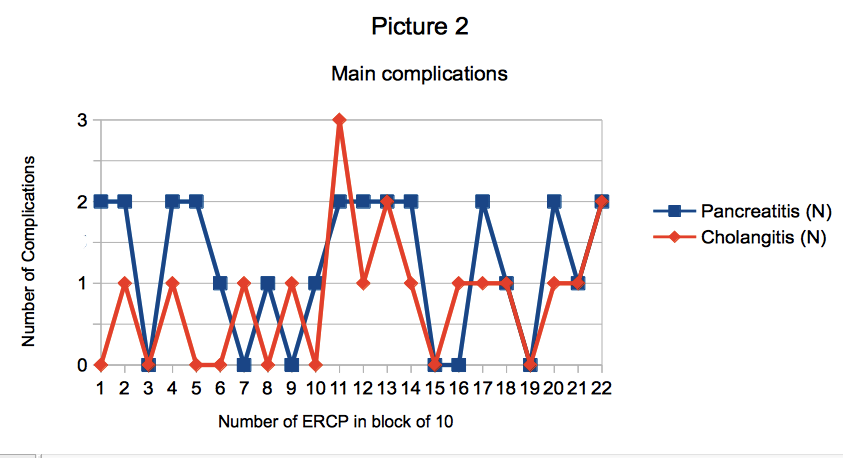 Picture 2
Main complications
Number of Complications
3
2
1
0
1 2 3 4 5 6 7 8 9 10 11 12 13 14 15 16 17 18 19 20 21 22
Number of ERCP in block of 10
Pancreatitis (N)
Cholangitis (N)